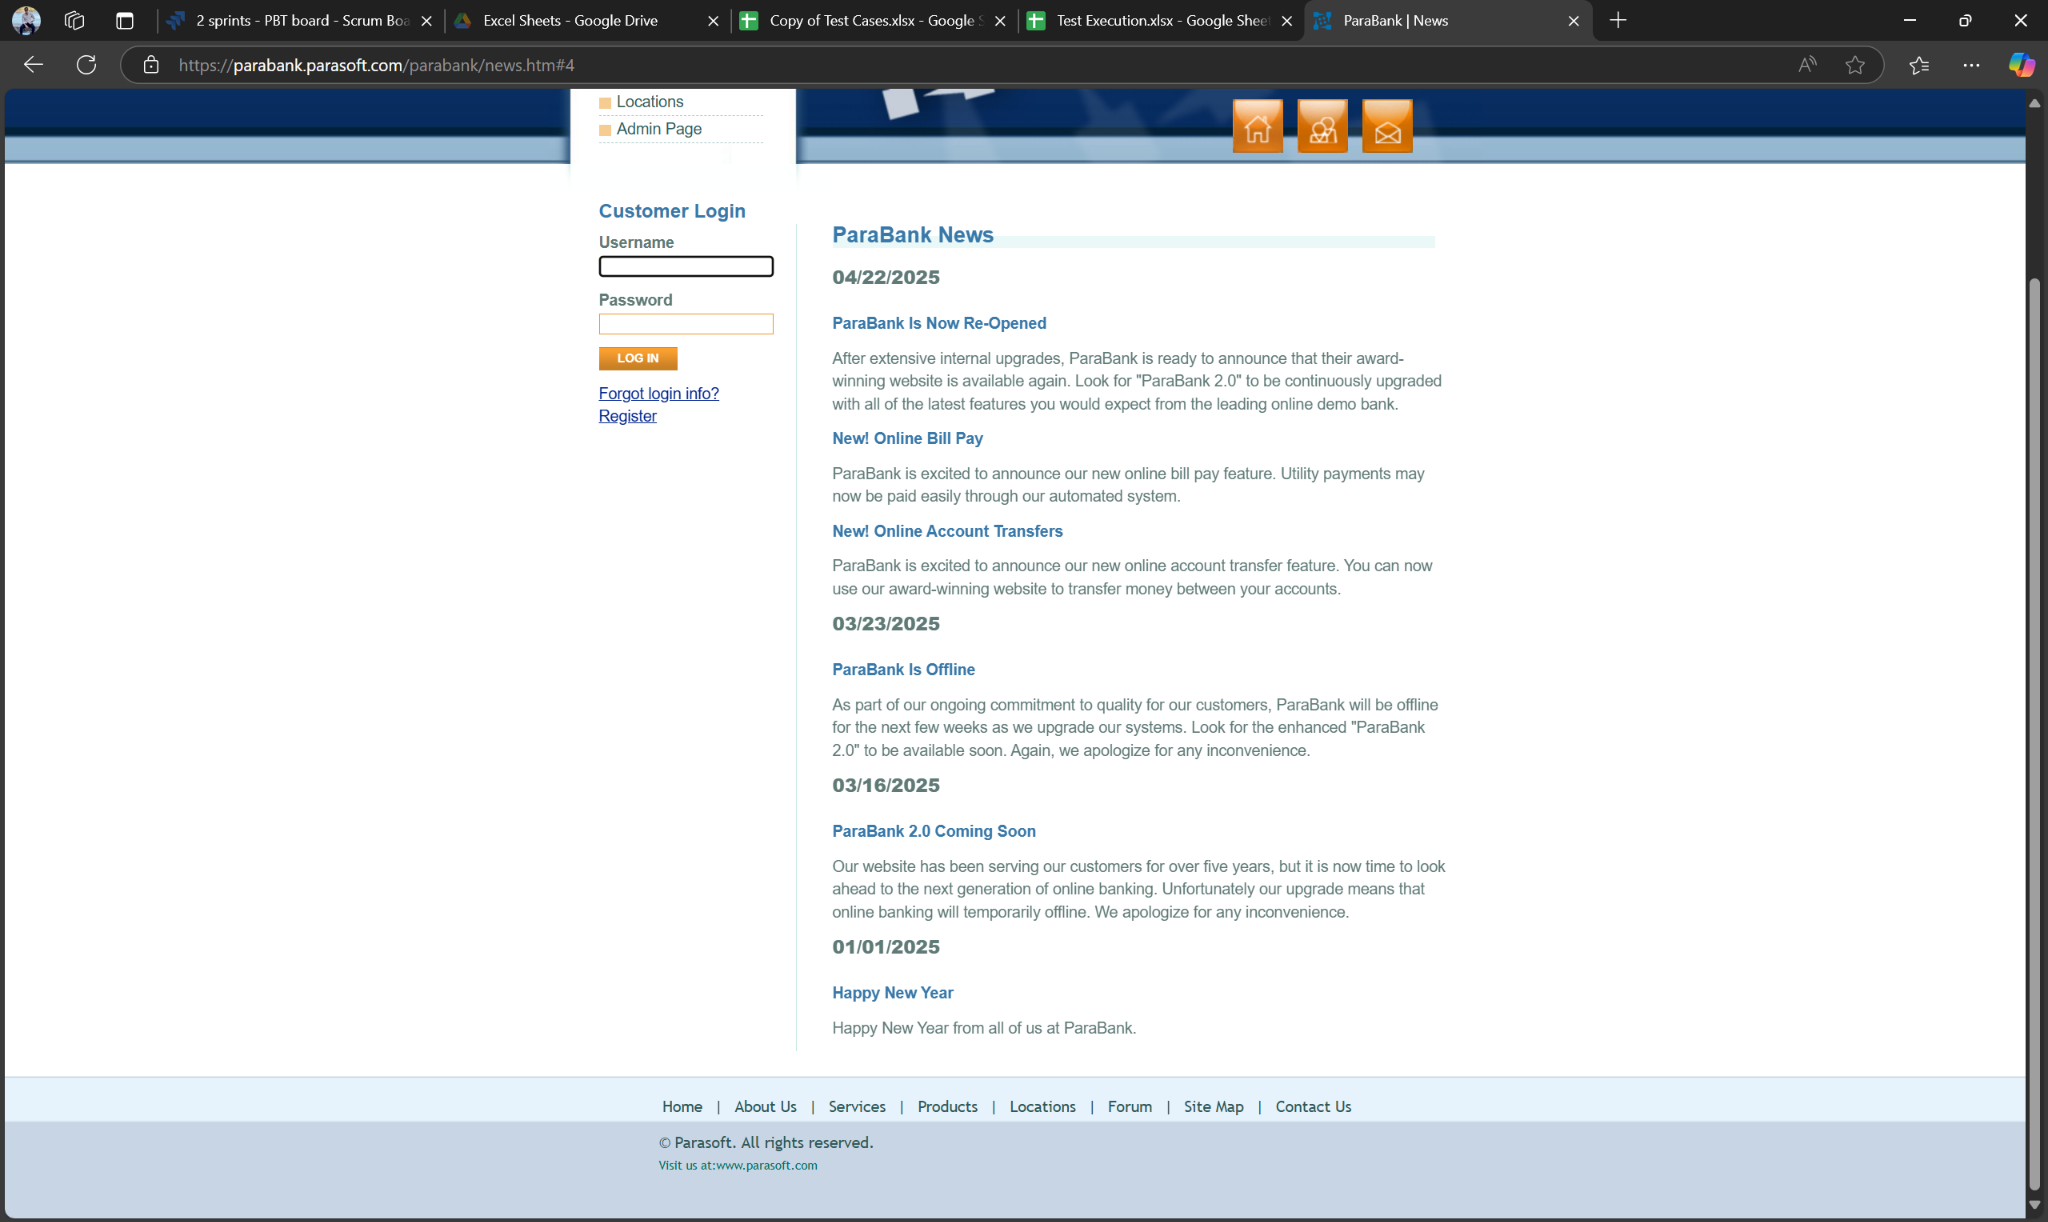 2 sprints - PBT board - Scrum Boa
Excel Sheets - Google Drive
Copy of Test Cases.xlsx - Google S
Test Execution.xlsx - Google Sheet
ParaBank | News
https://parabank.parasoft.com/parabank/news.htm#4
Locations
Admin Page
Customer Login
Username
Password
LOG IN
Forgot login info?
Register
ParaBank News
04/22/2025
ParaBank Is Now Re-Opened
After extensive internal upgrades, ParaBank is ready to announce that their award-
winning website is available again. Look for "ParaBank 2.0" to be continuously upgraded
with all of the latest features you would expect from the leading online demo bank.
New! Online Bill Pay
ParaBank is excited to announce our new online bill pay feature. Utility payments may
now be paid easily through our automated system.
New! Online Account Transfers
ParaBank is excited to announce our new online account transfer feature. You can now
use our award-winning website to transfer money between your accounts.
03/23/2025
ParaBank Is Offline
As part of our ongoing commitment to quality for our customers, ParaBank will be offline
for the next few weeks as we upgrade our systems. Look for the enhanced "ParaBank
2.0" to be available soon. Again, we apologize for any inconvenience.
03/16/2025
ParaBank 2.0 Coming Soon
Our website has been serving our customers for over five years, but it is now time to look
ahead to the next generation of online banking. Unfortunately our upgrade means that
online banking will temporarily offline. We apologize for any inconvenience.
01/01/2025
Happy New Year
Happy New Year from all of us at ParaBank.
Home | About Us | Services | Products | Locations | Forum | Site Map | Contact Us
© Parasoft. All rights reserved.
Visit us at:www.parasoft.com